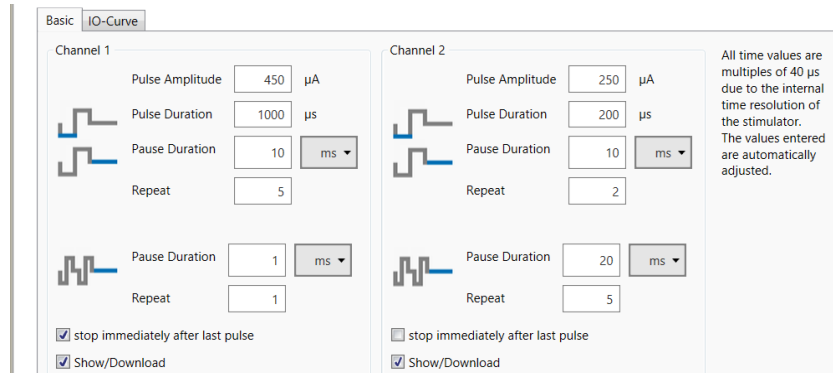 Basic IO-Curve
Channel 1
Pulse Amplitude 450 µA
Pulse Duration 1000 µs
Pause Duration 10 ms
Repeat 5
Pause Duration 1 ms
Repeat 1
stop immediately after last pulse
Show/Download
Channel 2
Pulse Amplitude 250 µA
Pulse Duration 200 µs
Pause Duration 10 ms
Repeat 2
Pause Duration 20 ms
Repeat 5
stop immediately after last pulse
Show/Download
All time values are
multiples of 40 µs
due to the internal
time resolution of
the stimulator.
The values entered
are automatically
adjusted.